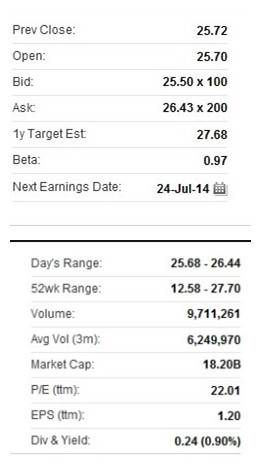 Prev Close: 25.72
Open: 25.70
Bid: 25.50 x 100
Ask: 26.43 x 200
1y Target Est: 27.68
Beta: 0.97
Next Earnings Date: 24-Jul-14
Day's Range: 25.68 - 26.44
52wk Range: 12.58 - 27.70
Volume: 9,711,261
Avg Vol (3m): 6,249,970
Market Cap: 18.20B
P/E (ttm): 22.01
EPS (ttm): 1.20
Div & Yield: 0.24 (0.90%)